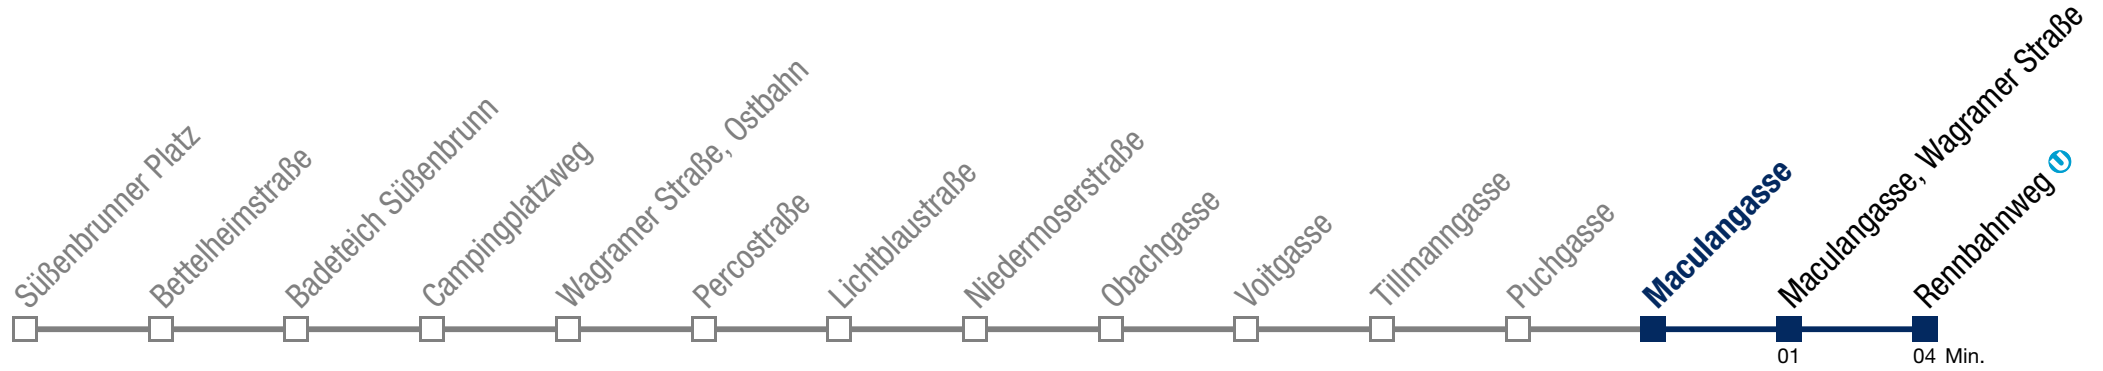 Süßenbrunner Platz
Bettelheimstraße
Badeteich Süßenbrunn
Campingplatzweg
Wagramer Straße, Ostbahn
Percostraße
Lichtblaustraße
Niedermoserstraße
Obachgasse
Voitgasse
Tillmanngasse
Puchgasse
Maculangasse
Maculangasse, Wagramer Straße
Rennbahnweg U
01
04 Min.